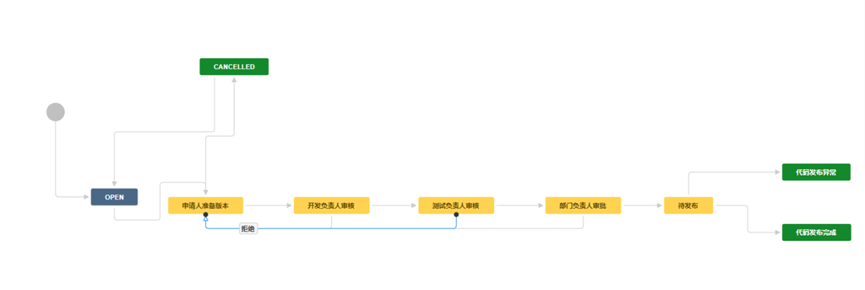 CANCELLED
OPEN
申请人准备版本
开发负责人审核
测试负责人审核
部门负责人审批
待发布
代码发布异常
代码发布完成
拒绝